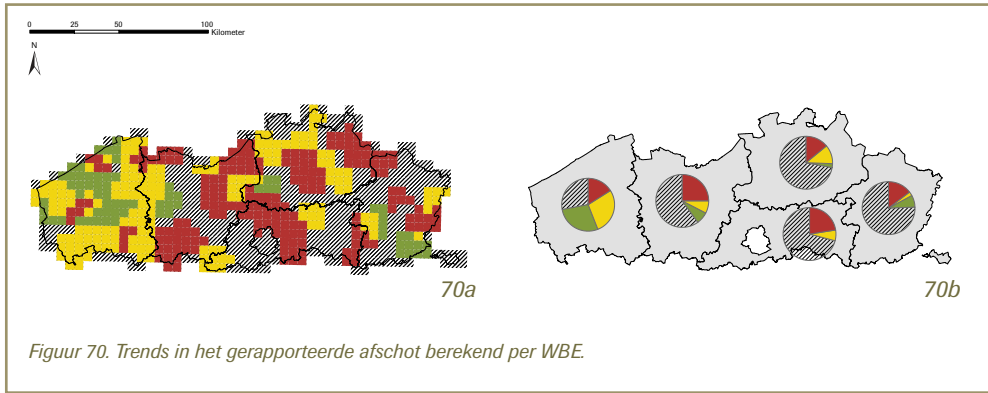 0 25 50 100
Kilometer
N
70a
70b
Figuur 70. Trends in het gerapporteerde afschot berekend per WBE.